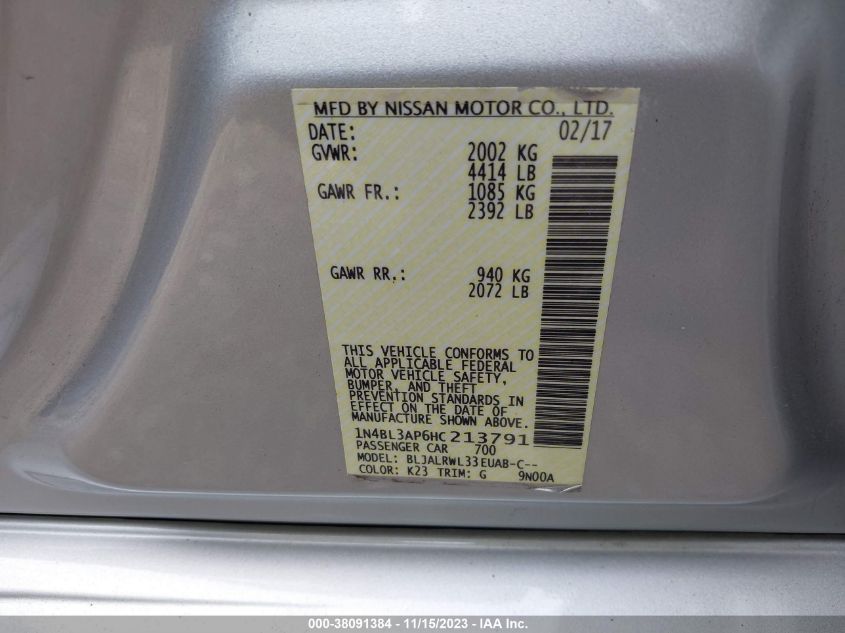 MFD BY NISSAN MOTOR CO., LTD.
DATE: 02/17
GVWR: 2002 KG
4414 LB
GAWR FR.: 1085 KG
2392 LB
GAWR RR.: 940 KG
2072 LB
THIS VEHICLE CONFORMS TO
ALL APPLICABLE FEDERAL
MOTOR VEHICLE SAFETY,
BUMPER, AND THEFT
PREVENTION STANDARDS IN
EFFECT ON THE DATE OF
MANUFACTURE SHOWN ABOVE.
1N4BL3AP6HC213791
PASSENGER CAR 700
MODEL: BLJALRWL33EUAB-C--
COLOR: K23 TRIM: G 9N00A
000-38091384 - 11/15/2023 - IAA Inc.